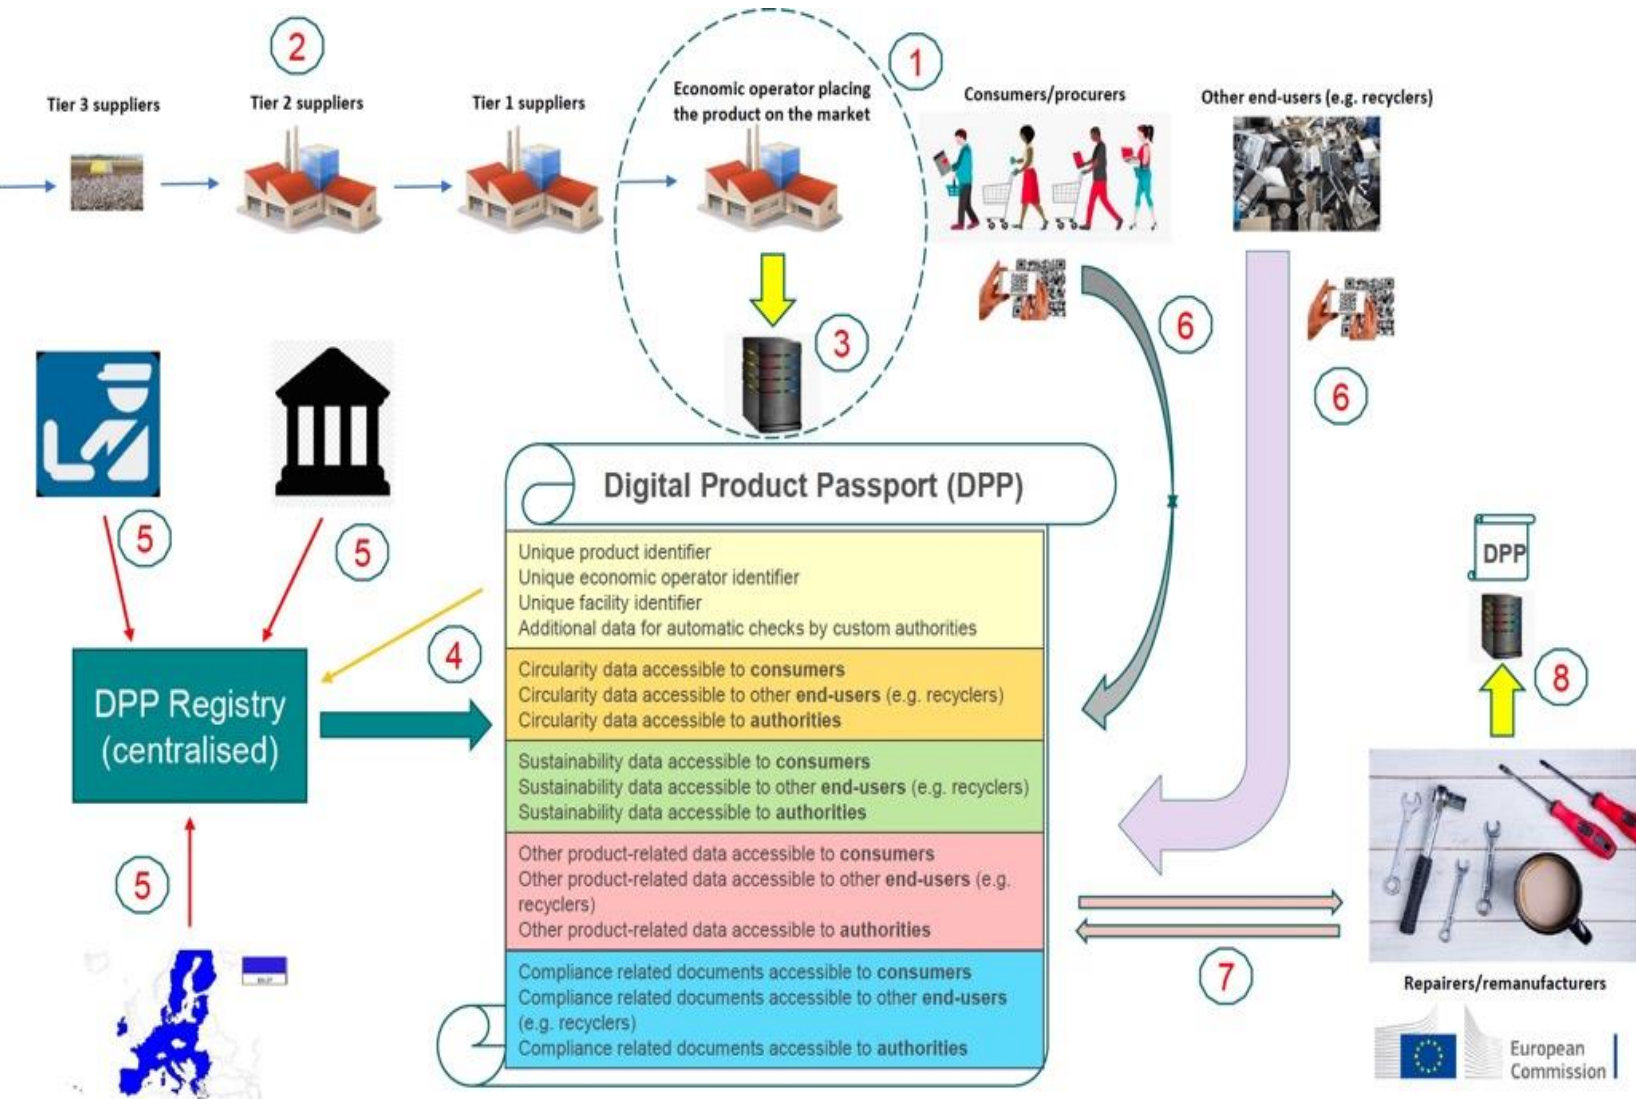 2
1
Tier 3 suppliers
Tier 2 suppliers
Tier 1 suppliers
Economic operator placing
the product on the market
Consumers/procurers
Other end-users (e.g. recyclers)
3
6
6
5
5
Digital Product Passport (DPP)
Unique product identifier
Unique economic operator identifier
Unique facility identifier
Additional data for automatic checks by custom authorities
4
Circularity data accessible to consumers
Circularity data accessible to other end-users (e.g. recyclers)
Circularity data accessible to authorities
Sustainability data accessible to consumers
Sustainability data accessible to other end-users (e.g. recyclers)
Sustainability data accessible to authorities
Other product-related data accessible to consumers
Other product-related data accessible to other end-users (e.g.
recyclers)
Other product-related data accessible to authorities
Compliance related documents accessible to consumers
Compliance related documents accessible to other end-users
(e.g. recyclers)
Compliance related documents accessible to authorities
DPP Registry
(centralised)
5
DPP
8
7
Repairers/remanufacturers
European
Commission